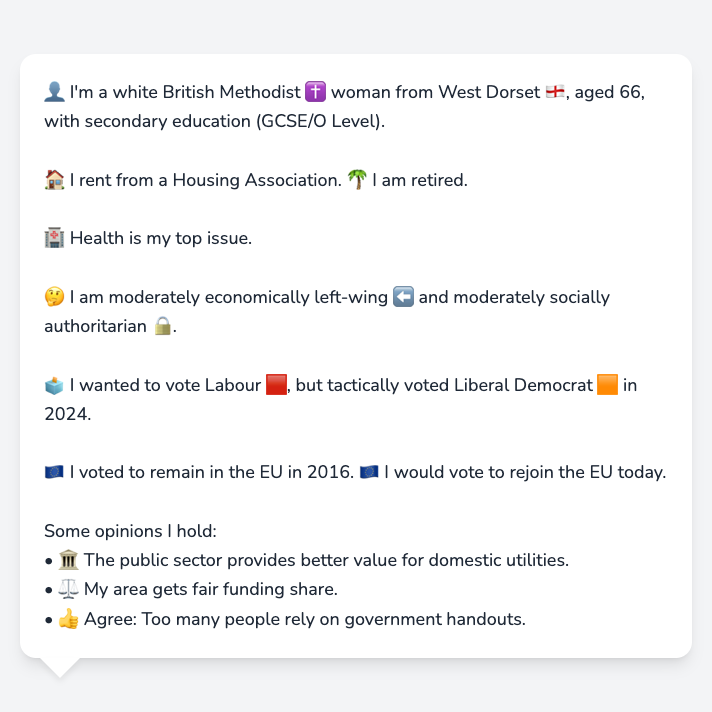 👤 I'm a white British Methodist ✝️ woman from West Dorset 🏴󠁧󠁢󠁥󠁮󠁧󠁿, aged 66,
with secondary education (GCSE/O Level).
🏠 I rent from a Housing Association. 🌴 I am retired.
🏥 Health is my top issue.
🤔 I am moderately economically left-wing ⬅️ and moderately socially
authoritarian 🔒.
🗳️ I wanted to vote Labour 🟥, but tactically voted Liberal Democrat 🟧 in
2024.
🇪🇺 I voted to remain in the EU in 2016. 🇪🇺 I would vote to rejoin the EU today.
Some opinions I hold:
• 🏛️ The public sector provides better value for domestic utilities.
• ⚖️ My area gets fair funding share.
• 👍 Agree: Too many people rely on government handouts.